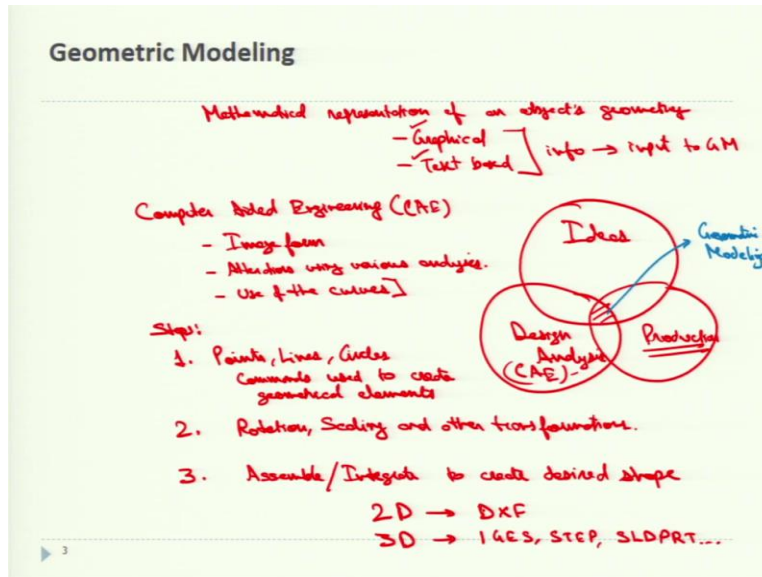 Geometric Modeling
Mathematical representation of an object's geometry
- Graphical
- Text based
info → input to GM
Computer Aided Engineering (CAE)
- Image form
- Alterations using various analysis.
- Use of the curves
Ideas
Geometric
Modeling
Design
Analysis
(CAE)-
Production
Steps:
1. Points, Lines, Circles
Commands used to create
geometrical elements
2. Rotation, Scaling and other transformations.
3. Assemble/Integrate to create desired shape
2D → DXF
3D → IGES, STEP, SLDPRT...
3